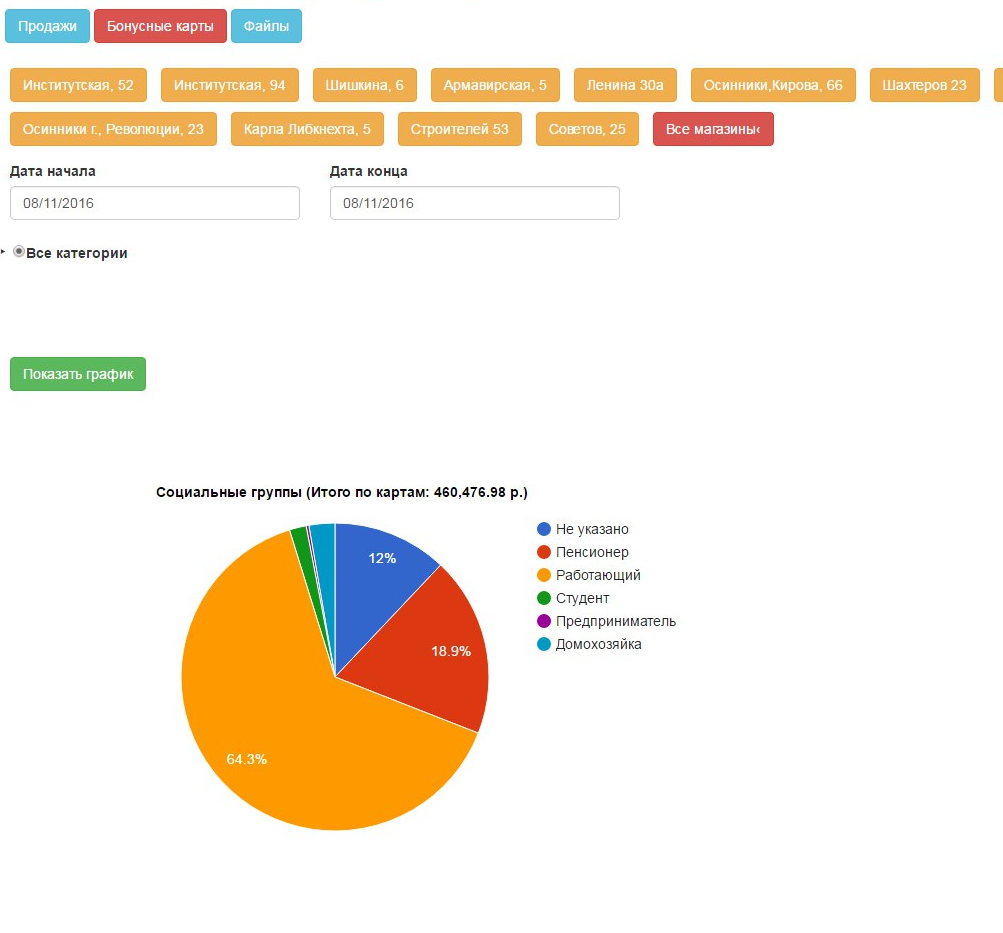 Продажи Бонусные карты Файлы
Институтская, 52 Институтская, 94 Шишкина, 6 Армавирская, 5 Ленина 30а Осинники,Кирова, 66 Шахтеров 23
Осинники г., Революции, 23 Карла Либкнехта, 5 Строителей 53 Советов, 25 Все магазины‹
Дата начала Дата конца
08/11/2016 08/11/2016
Все категории
Показать график
Социальные группы (Итого по картам: 460,476.98 р.)
Не указано
12%
Пенсионер
Работающий
Студент
Предприниматель
Домохозяйка
18.9%
64.3%